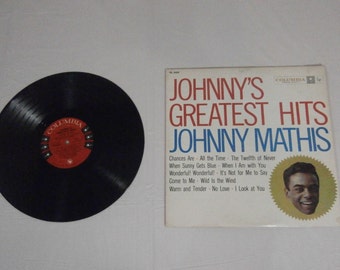 COLUMBIA
COLUMBIA
JOHNNY'S
GREATEST HITS
JOHNNY MATHIS
Chances Are - All the Time - The Twelfth of Never
When Sunny Gets Blue - When I Am with You
Wonderful! Wonderful! - It's Not for Me to Say
Come to Me - Wild Is the Wind
Warm and Tender - No Love - I Look at You